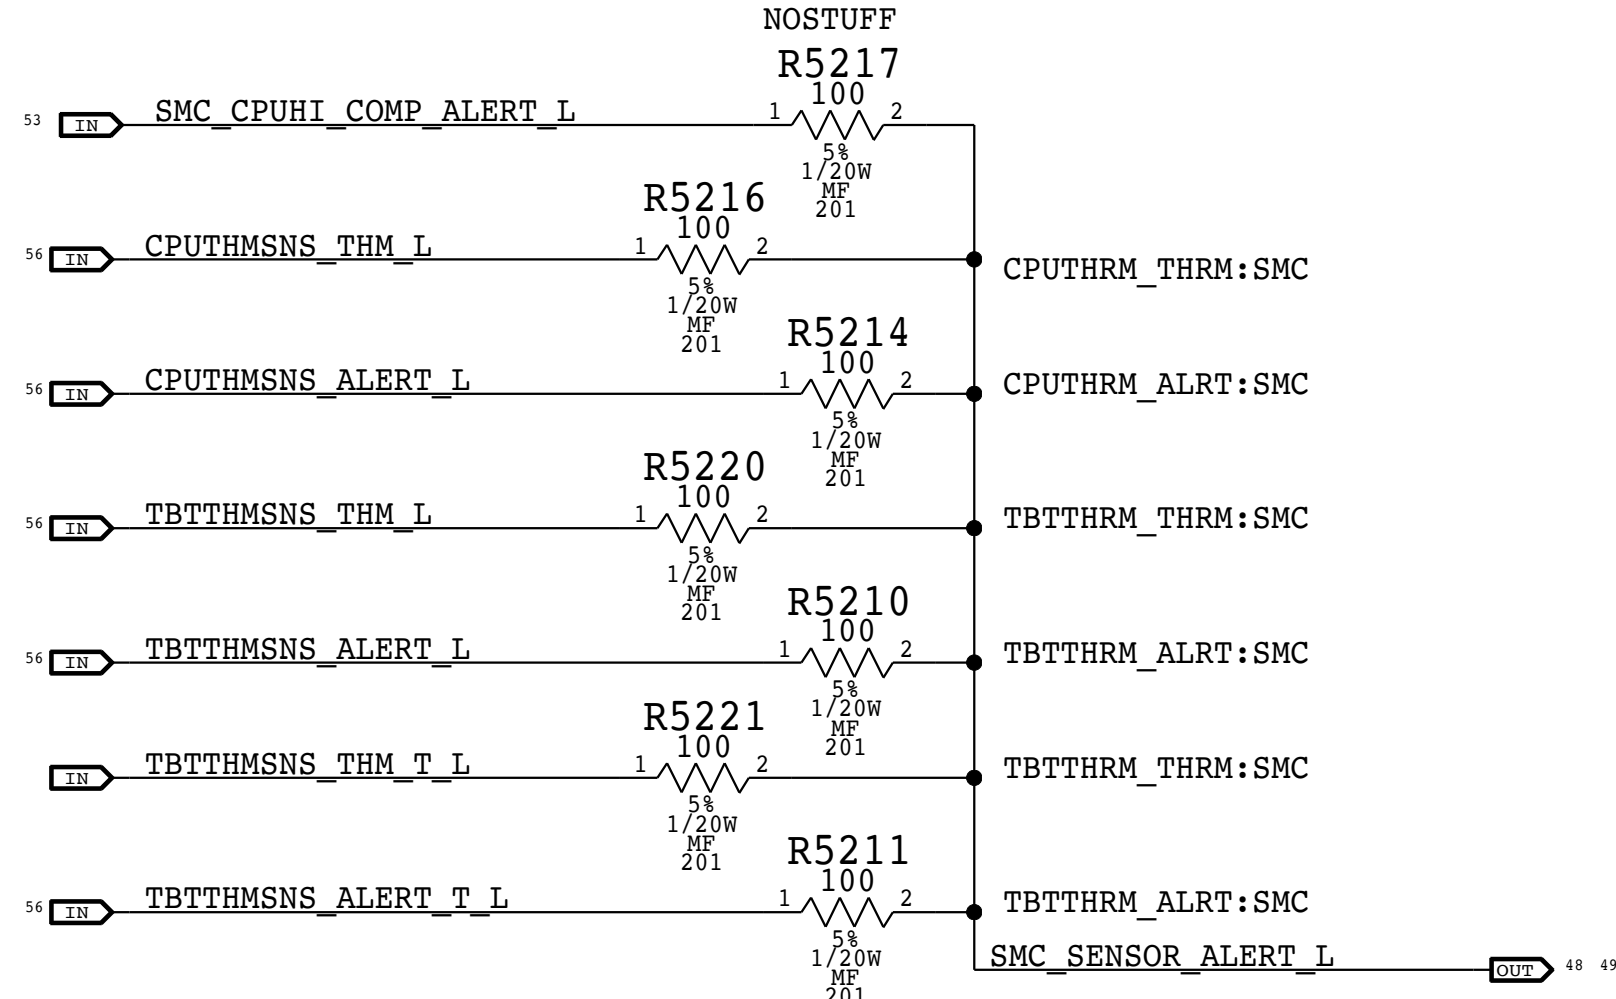 NOSTUFF
R5217
100
53 IN SMC_CPUHI_COMP_ALERT_L 1 2
5%
1/20W
MF
201
R5216
100
56 IN CPUTHMSNS_THM_L 1 2 CPUTHRM_THRM:SMC
5%
1/20W
MF
201
R5214
100
56 IN CPUTHMSNS_ALERT_L 1 2 CPUTHRM_ALRT:SMC
5%
1/20W
MF
201
R5220
100
56 IN TBTTHMSNS_THM_L 1 2 TBTTHRM_THRM:SMC
5%
1/20W
MF
201
R5210
100
56 IN TBTTHMSNS_ALERT_L 1 2 TBTTHRM_ALRT:SMC
5%
1/20W
MF
201
R5221
100
IN TBTTHMSNS_THM_T_L 1 2 TBTTHRM_THRM:SMC
5%
1/20W
MF
201
R5211
100
56 IN TBTTHMSNS_ALERT_T_L 1 2 TBTTHRM_ALRT:SMC
5%
1/20W
MF
201
SMC_SENSOR_ALERT_L OUT 48 49